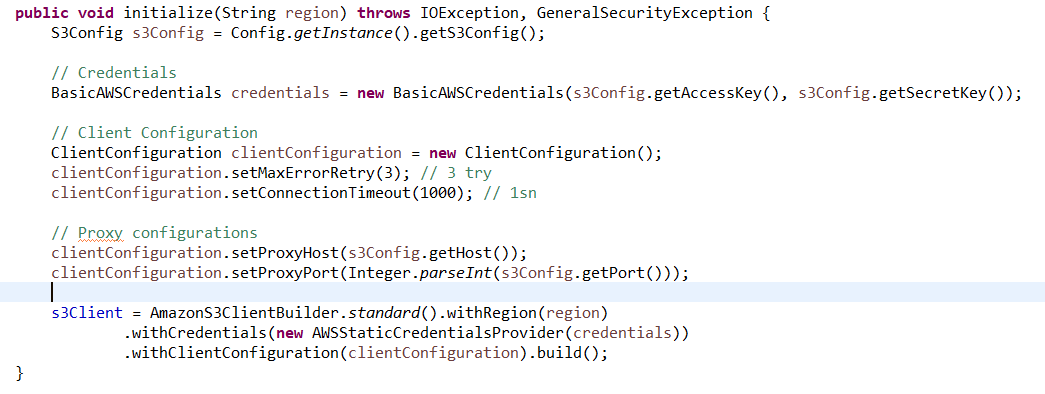 public void initialize(String region) throws IOException, GeneralSecurityException {
    S3Config s3Config = Config.getInstance().getS3Config();

    // Credentials
    BasicAWSCredentials credentials = new BasicAWSCredentials(s3Config.getAccessKey(), s3Config.getSecretKey());

    // Client Configuration
    ClientConfiguration clientConfiguration = new ClientConfiguration();
    clientConfiguration.setMaxErrorRetry(3); // 3 try
    clientConfiguration.setConnectionTimeout(1000); // 1sn

    // Proxy configurations
    clientConfiguration.setProxyHost(s3Config.getHost());
    clientConfiguration.setProxyPort(Integer.parseInt(s3Config.getPort()));

    s3Client = AmazonS3ClientBuilder.standard().withRegion(region)
            .withCredentials(new AWSStaticCredentialsProvider(credentials))
            .withClientConfiguration(clientConfiguration).build();
}